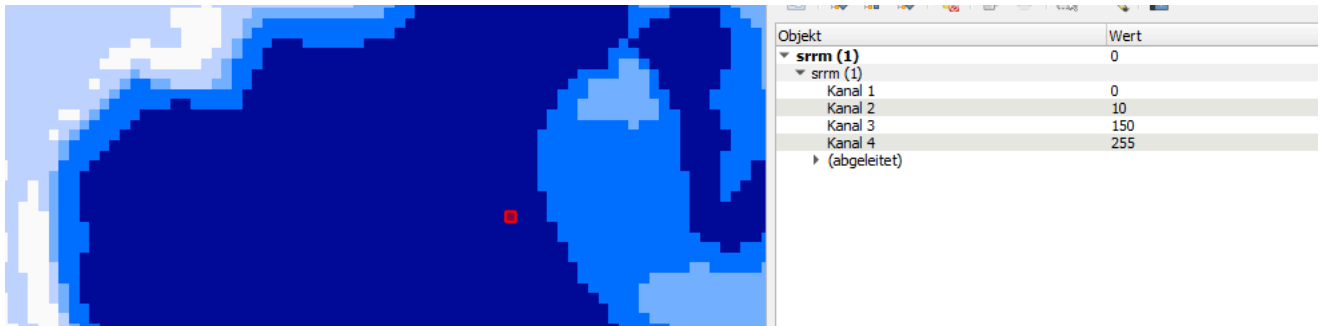 Objekt Wert
srrm (1) 0
srrm (1)
Kanal 1 0
Kanal 2 10
Kanal 3 150
Kanal 4 255
(abgeleitet)